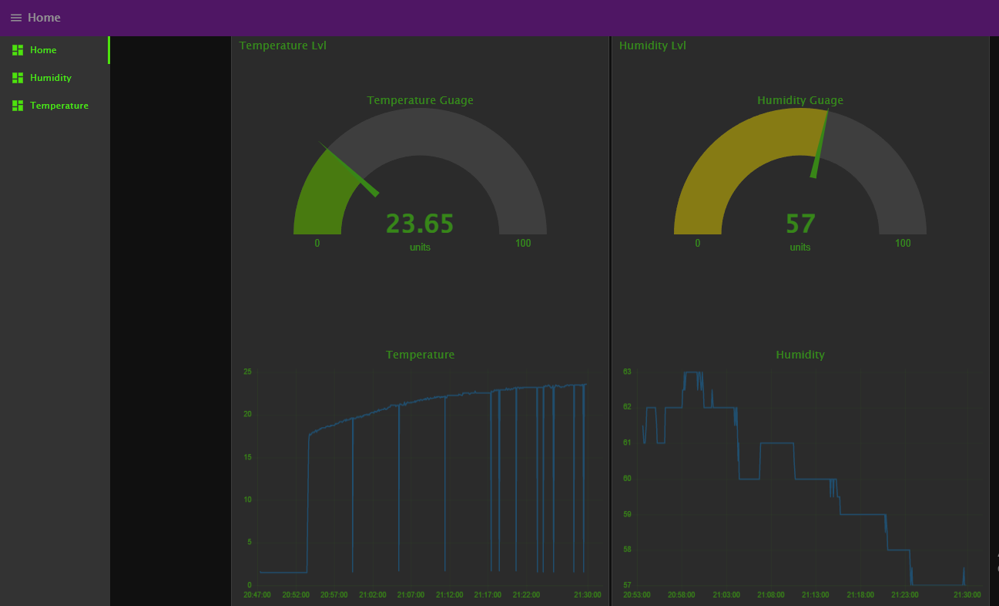 Home
Home
Humidity
Temperature
Temperature Lvl
Temperature Guage
23.65
units
0
100
Temperature
25
20
15
10
5
0
20:47:00 20:52:00 20:57:00 21:02:00 21:07:00 21:12:00 21:17:00 21:22:00 21:30:00
Humidity Lvl
Humidity Guage
57
units
0
100
Humidity
63
62
61
60
59
58
57
20:53:00 20:58:00 21:03:00 21:08:00 21:13:00 21:18:00 21:23:00 21:30:00